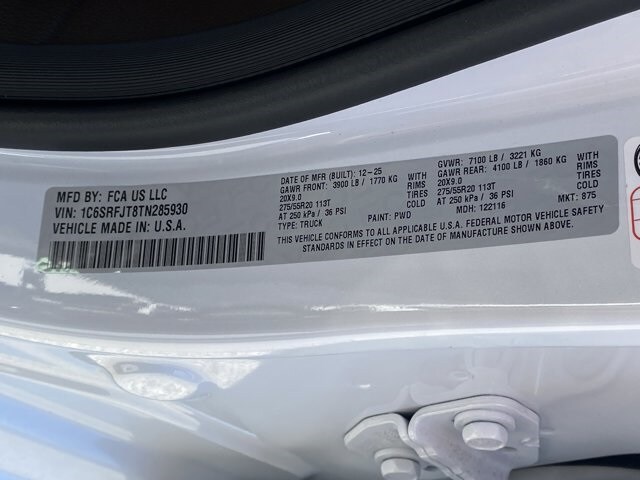 MFD BY: FCA US LLC
VIN: 1C6SRFJT8TN285930
VEHICLE MADE IN: U.S.A.
DATE OF MFR (BUILT): 12-25
GAWR FRONT: 3900 LB / 1770 KG
20X9.0 RIMS
275/55R20 113T TIRES
AT 250 kPa / 36 PSI COLD
TYPE: TRUCK PAINT: PWD
GVWR: 7100 LB / 3221 KG
GAWR REAR: 4100 LB / 1860 KG
20X9.0 RIMS
275/55R20 113T TIRES
AT 250 kPa / 36 PSI COLD
MDH: 122116 MKT: 875
THIS VEHICLE CONFORMS TO ALL APPLICABLE U.S.A. FEDERAL MOTOR VEHICLE SAFETY
STANDARDS IN EFFECT ON THE DATE OF MANUFACTURE SHOWN ABOVE.